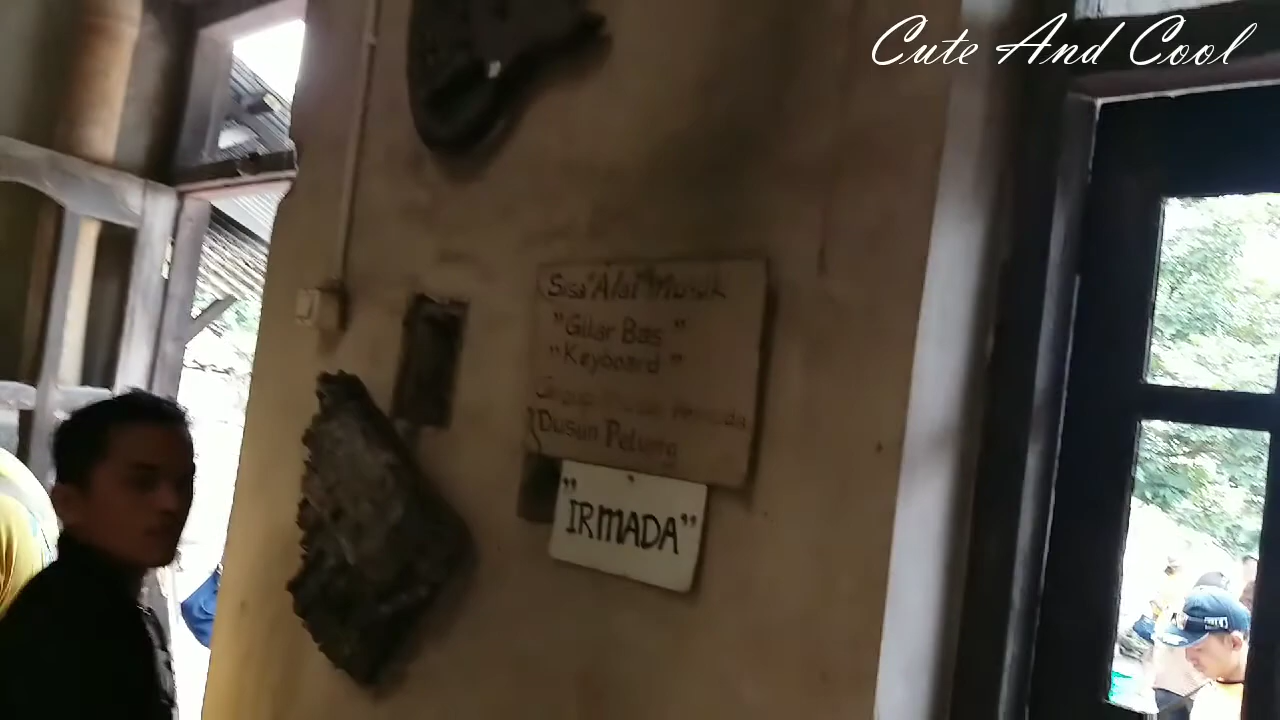 Cute And Cool
Sisa "Alat" Musik
"Gitar Bas"
"Keyboard"
Dusun Petung
"IRMADA"